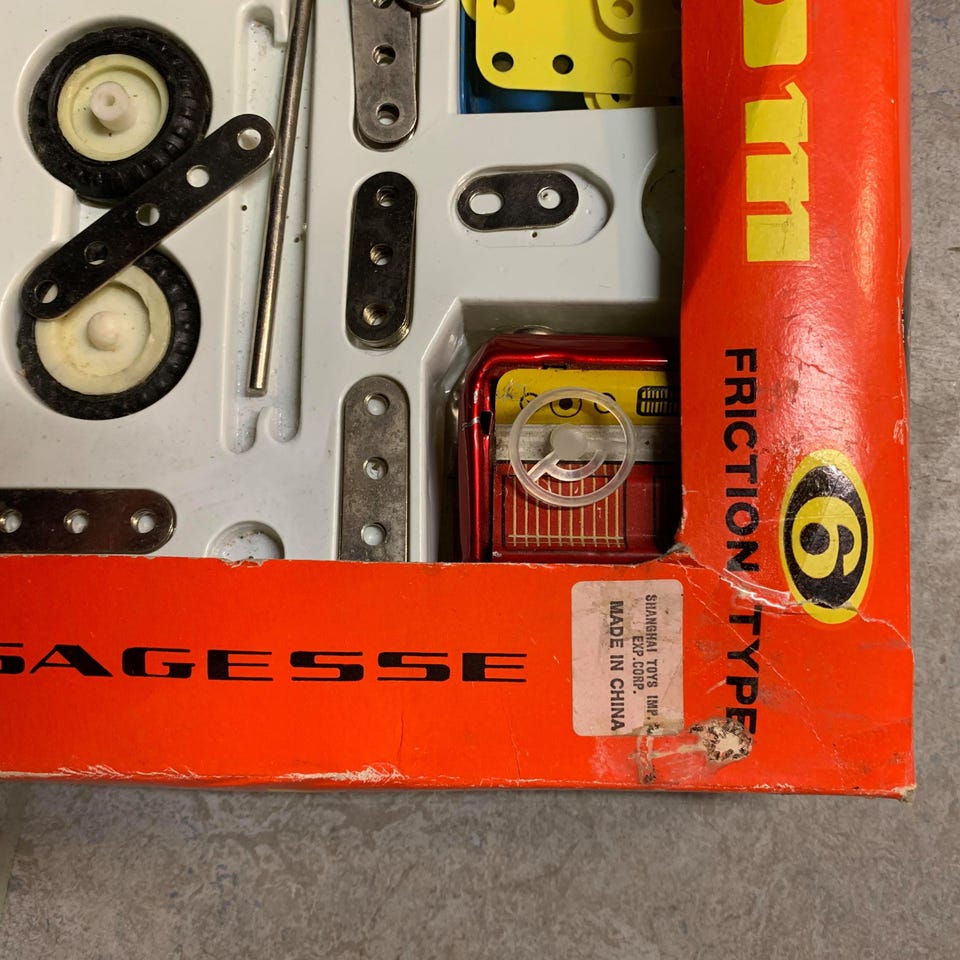 FRICTION TYPE
6
SAGESSE
SHANGHAI TOYS IMP.
EXP.CORP.
MADE IN CHINA